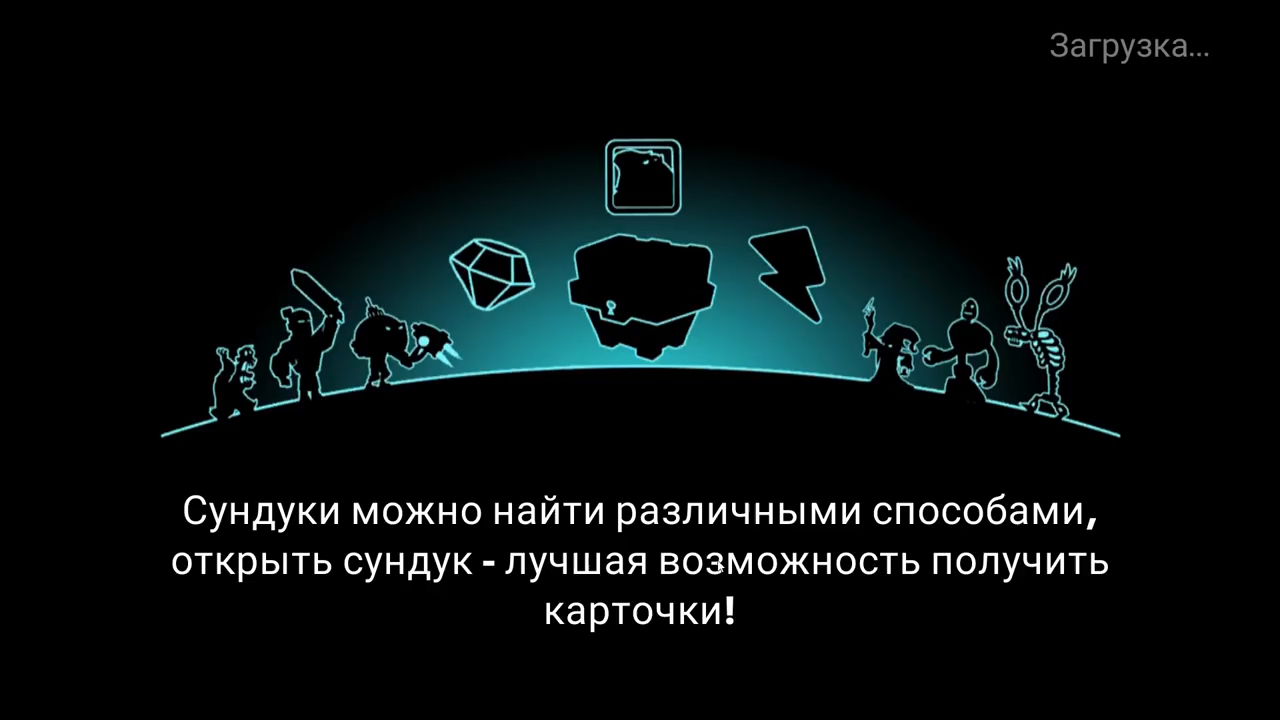 Загрузка...
Сундуки можно найти различными способами,
открыть сундук - лучшая возможность получить
карточки!